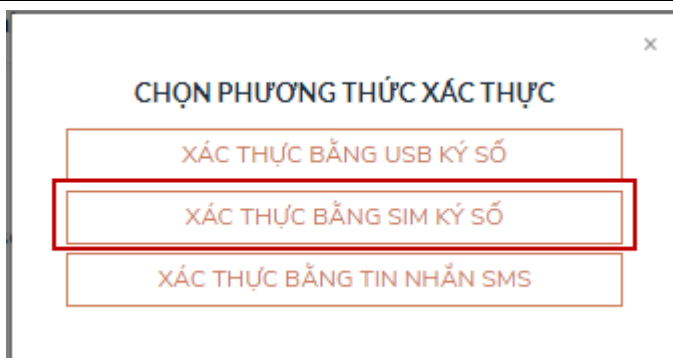 CHỌN PHƯƠNG THỨC XÁC THỰC
XÁC THỰC BẰNG USB KÝ SỐ
XÁC THỰC BẰNG SIM KÝ SỐ
XÁC THỰC BẰNG TIN NHẮN SMS